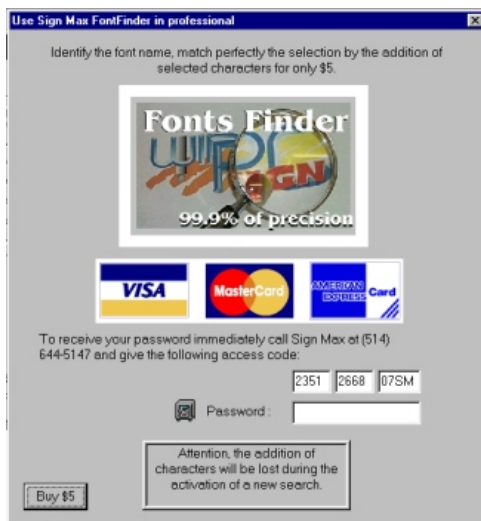 Use Sign Max FontFinder in professional
Identify the font name, match perfectly the selection by the addition of
selected characters for only $5.
Fonts Finder
SIGN
99.9% of precision
VISA
MasterCard
AMERICAN
EXPRESS
Card
To receive your password immediately call Sign Max at (514)
644-5147 and give the following access code:
2351 2668 07SM
Password :
Attention, the addition of
characters will be lost during the
activation of a new search.
Buy $5